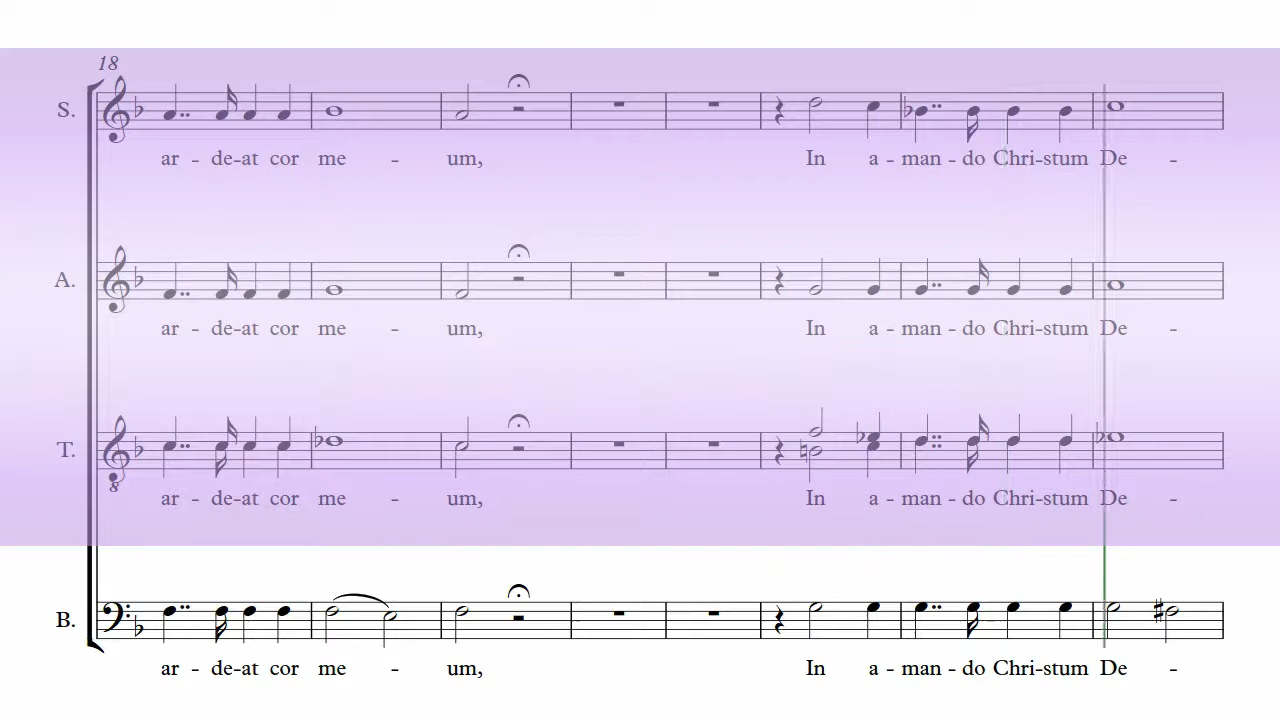 18
S.
ar - de-at cor me - um, In a - man - do Chri-stum De -
A.
ar - de-at cor me - um, In a - man - do Chri-stum De -
T.
8
ar - de-at cor me - um, In a - man - do Chri-stum De -
B.
ar - de-at cor me - um, In a - man - do Chri-stum De -